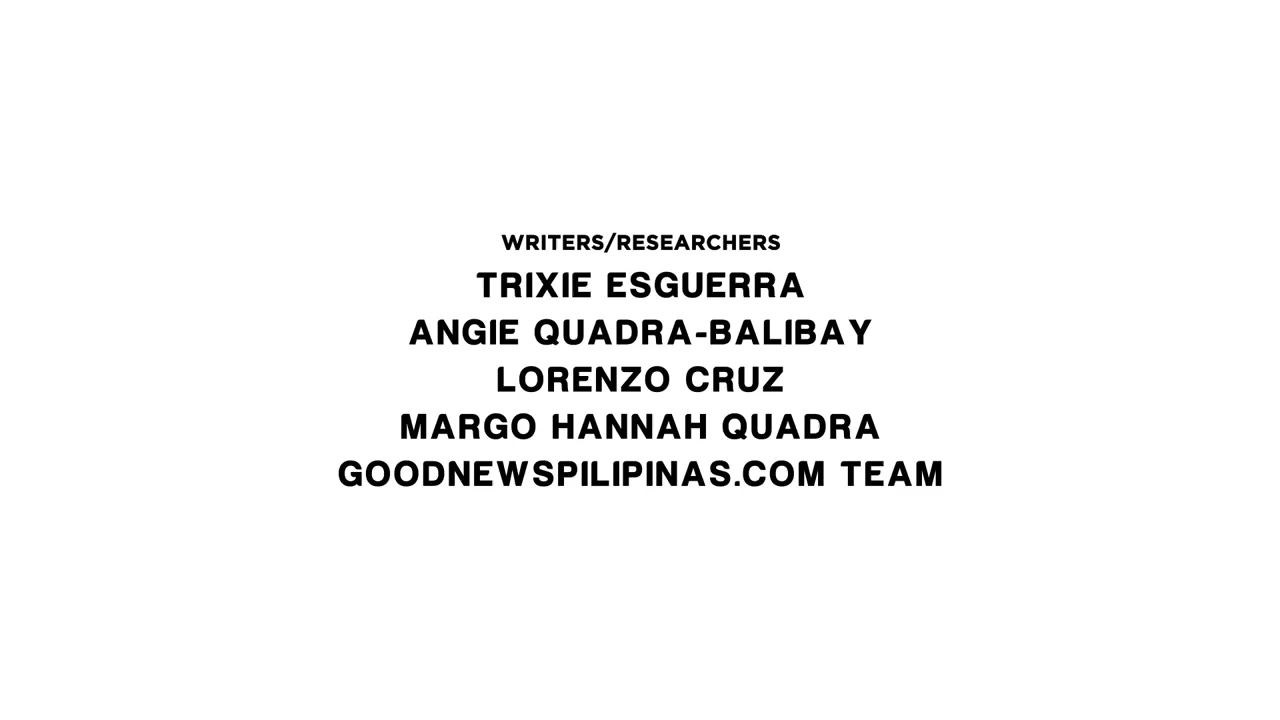 WRITERS/RESEARCHERS
TRIXIE ESGUERRA
ANGIE QUADRA-BALIBAY
LORENZO CRUZ
MARGO HANNAH QUADRA
GOODNEWSPILIPINAS.COM TEAM